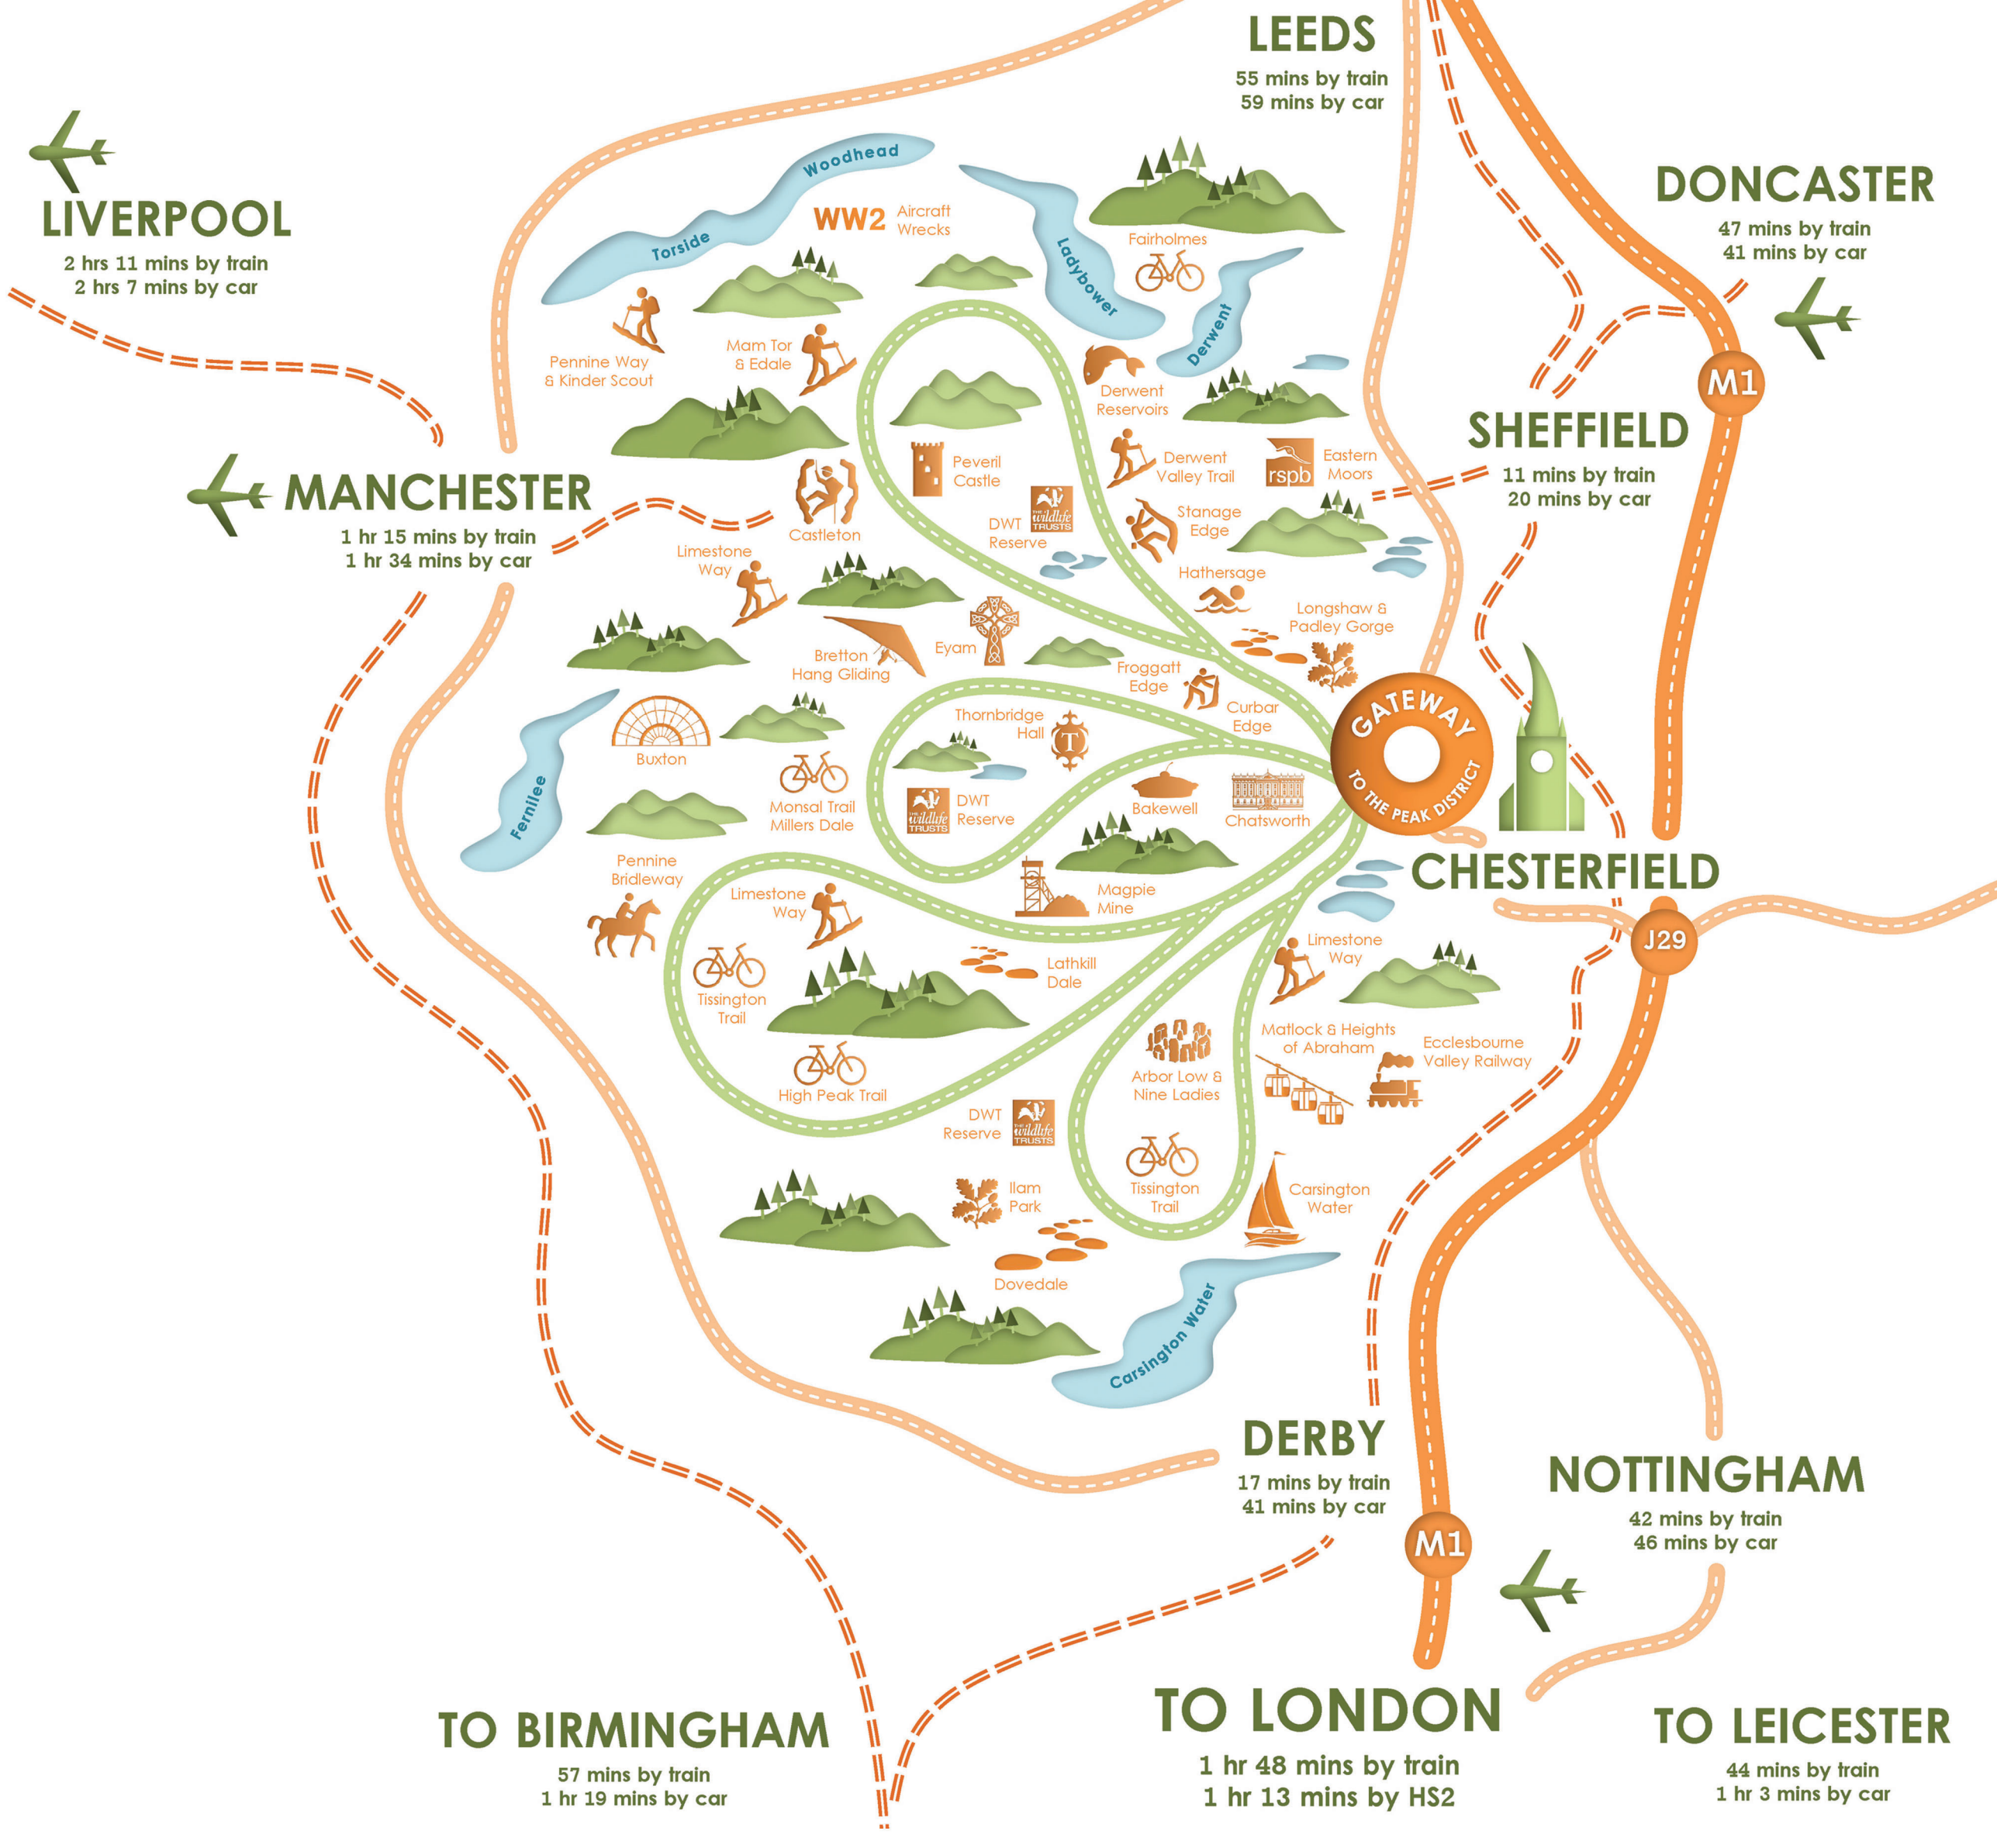 LEEDS
55 mins by train
59 mins by car
DONCASTER
47 mins by train
41 mins by car
LIVERPOOL
2 hrs 11 mins by train
2 hrs 7 mins by car
Woodhead
Torside
WW2
Aircraft
Wrecks
Ladybower
Fairholmes
Derwent
Pennine Way
& Kinder Scout
Mam Tor
& Edale
Derwent
Reservoirs
M1
SHEFFIELD
11 mins by train
20 mins by car
MANCHESTER
1 hr 15 mins by train
1 hr 34 mins by car
Castleton
Peveril
Castle
DWT
Reserve
THE
wildlife
TRUSTS
Derwent
Valley Trail
rspb
Eastern
Moors
Stanage
Edge
Limestone
Way
Hathersage
Longshaw &
Padley Gorge
Bretton
Hang Gliding
Eyam
Froggatt
Edge
Curbar
Edge
GATEWAY
TO THE PEAK DISTRICT
Fernilee
Buxton
Thornbridge
Hall
T
Monsal Trail
Millers Dale
THE
wildlife
TRUSTS
DWT
Reserve
Bakewell
Chatsworth
CHESTERFIELD
J29
Pennine
Bridleway
Limestone
Way
Magpie
Mine
Tissington
Trail
Lathkill
Dale
Limestone
Way
High Peak Trail
Arbor Low &
Nine Ladies
Matlock & Heights
of Abraham
Ecclesbourne
Valley Railway
DWT
Reserve
THE
wildlife
TRUSTS
Ilam
Park
Tissington
Trail
Carsington
Water
Dovedale
Carsington Water
DERBY
17 mins by train
41 mins by car
NOTTINGHAM
42 mins by train
46 mins by car
M1
TO BIRMINGHAM
57 mins by train
1 hr 19 mins by car
TO LONDON
1 hr 48 mins by train
1 hr 13 mins by HS2
TO LEICESTER
44 mins by train
1 hr 3 mins by car